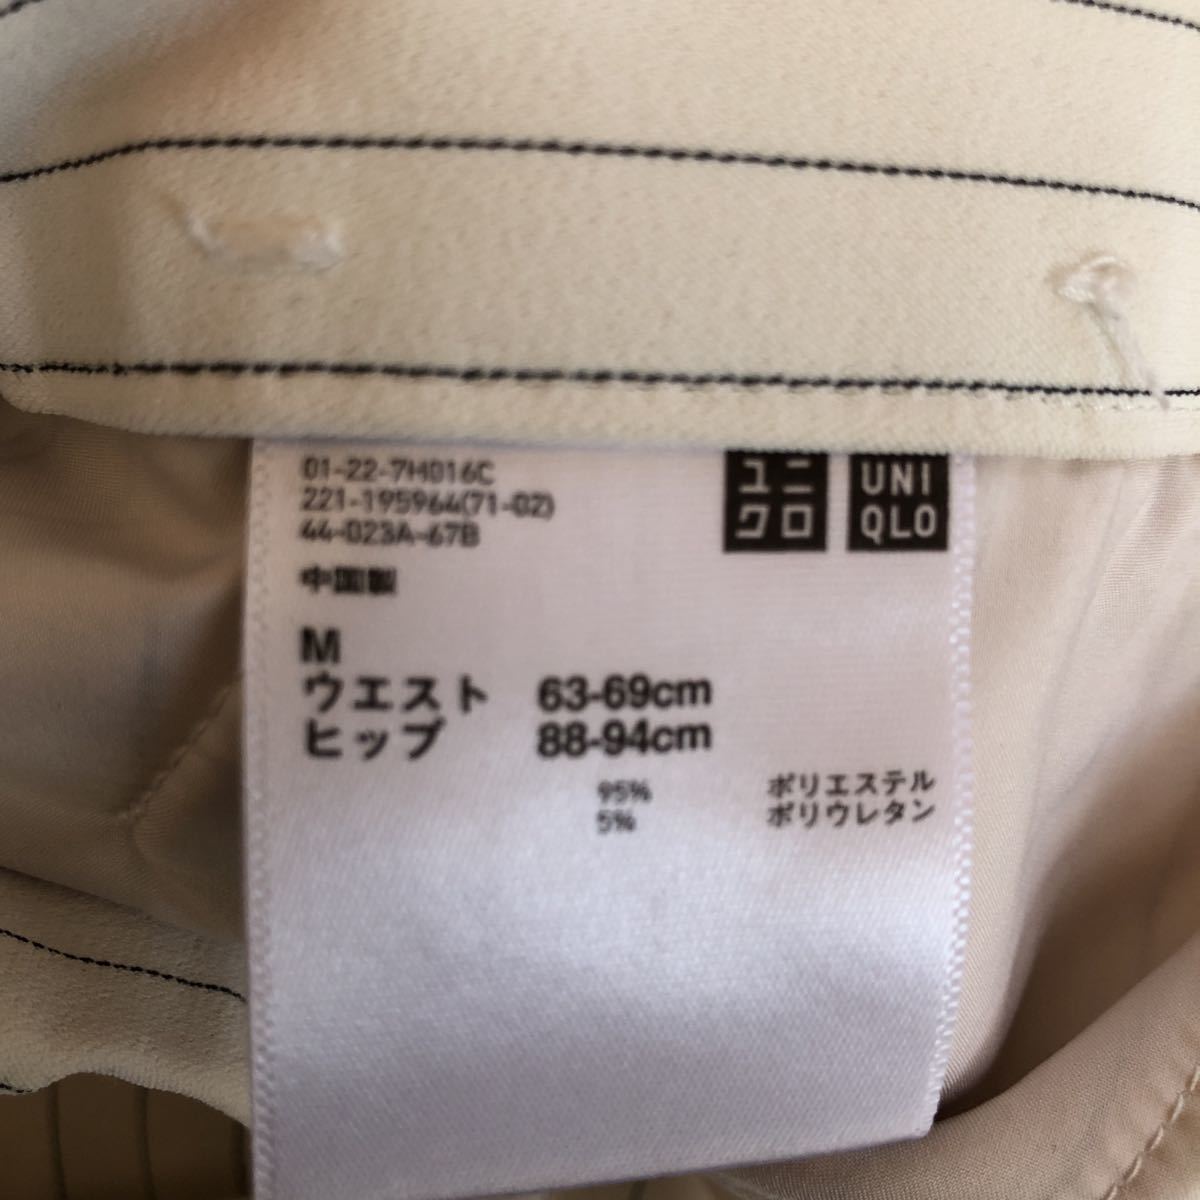 01-22-7H016C
221-195964(71-02)
44-023A-67B
ユニ
クロ
UNI
QLO
中国製
M
ウエスト 63-69cm
ヒップ 88-94cm
95% ポリエステル
5% ポリウレタン